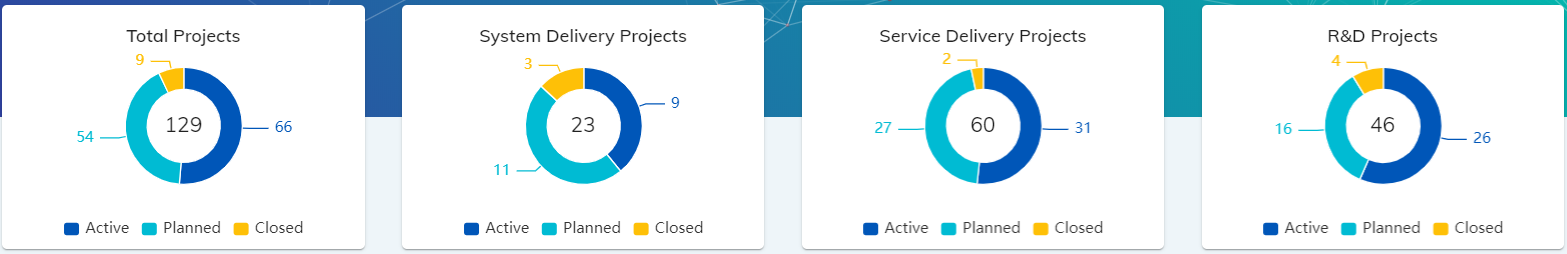 Total Projects
9
54
129
66
Active Planned Closed
System Delivery Projects
3
9
23
11
Active Planned Closed
Service Delivery Projects
2
27
60
31
Active Planned Closed
R&D Projects
4
16
46
26
Active Planned Closed